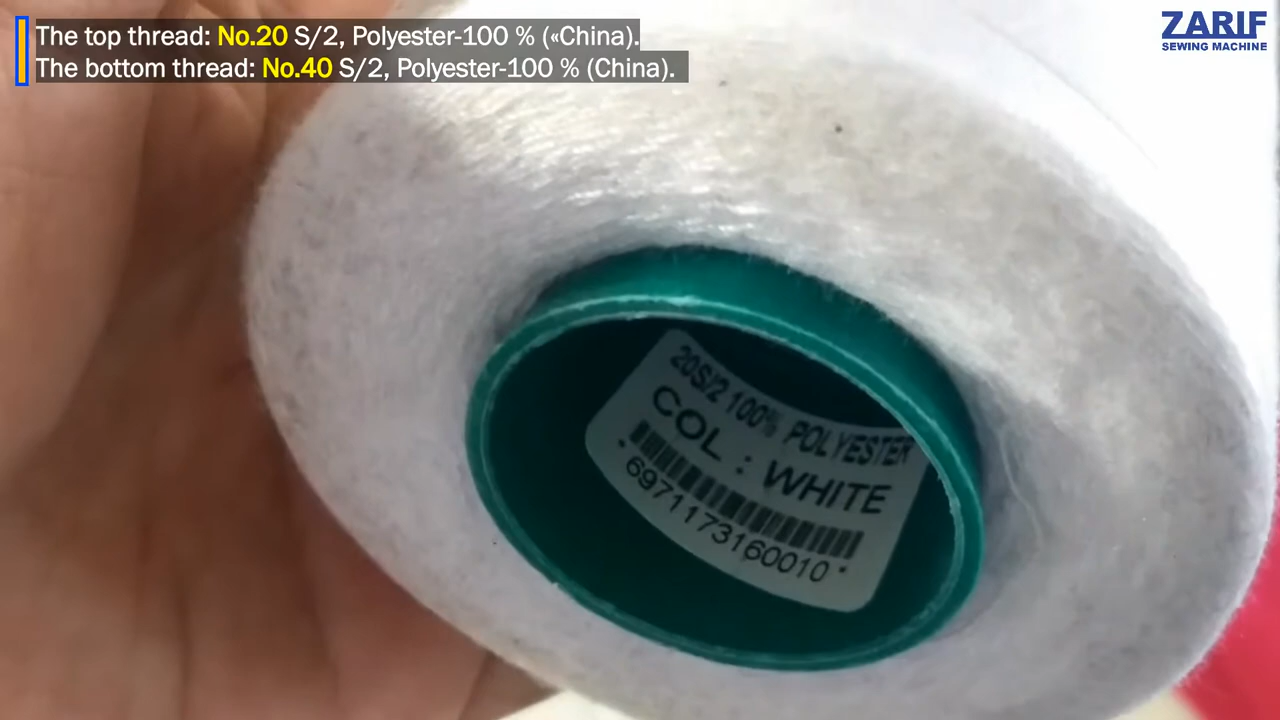 The top thread: No.20 S/2, Polyester-100 % («China).
The bottom thread: No.40 S/2, Polyester-100 % (China).
ZARIF
SEWING MACHINE
20S/2 100% POLYESTER
COL : WHITE
*6971173160010*